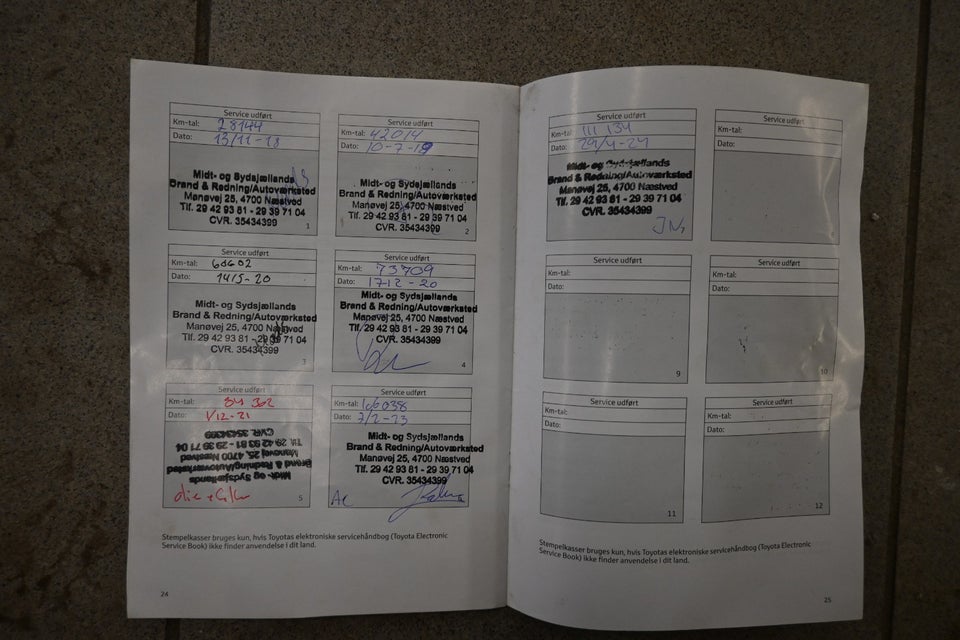 Service udført
Km-tal: 28144
Dato: 13/11-18
Midt- og Sydsjællands
Brand & Redning/Autoværksted
Manøvej 25, 4700 Næstved
Tlf. 29 42 93 81 - 29 39 71 04
CVR. 35434399
1
Service udført
Km-tal: 42014
Dato: 10-7-19
Midt- og Sydsjællands
Brand & Redning/Autoværksted
Manøvej 25, 4700 Næstved
Tlf. 29 42 93 81 - 29 39 71 04
CVR. 35434399
2
Service udført
Km-tal: 60602
Dato: 14/5-20
Midt- og Sydsjællands
Brand & Redning/Autoværksted
Manøvej 25, 4700 Næstved
Tlf. 29 42 93 81 - 29 39 71 04
CVR. 35434399
3
Service udført
Km-tal: 73709
Dato: 1712-20
Midt- og Sydsjællands
Brand & Redning/Autoværksted
Manøvej 25, 4700 Næstved
Tlf. 29 42 93 81 - 29 39 71 04
CVR. 35434399
4
Service udført
Km-tal: 84 362
Dato: 1/12-21
Midt- og Sydsjællands
Brand & Redning/Autoværksted
Manøvej 25, 4700 Næstved
Tlf. 29 42 93 81 - 29 39 71 04
CVR. 35434399
5
Service udført
Km-tal: 106038
Dato: 7/2-23
Midt- og Sydsjællands
Brand & Redning/Autoværksted
Manøvej 25, 4700 Næstved
Tlf. 29 42 93 81 - 29 39 71 04
CVR. 35434399
Stempelkasser bruges kun, hvis Toyotas elektroniske servicehåndbog (Toyota Electronic
Service Book) ikke finder anvendelse i dit land.
24
Service udført
Km-tal: 111 134
Dato: 29/4-24
Midt- og Sydsjællands
Brand & Redning/Autoværksted
Manøvej 25, 4700 Næstved
Tlf. 29 42 93 81 - 29 39 71 04
CVR. 35434399
Service udført
Km-tal:
Dato:
Service udført
Km-tal:
Dato:
9
Service udført
Km-tal:
Dato:
10
Service udført
Km-tal:
Dato:
11
Service udført
Km-tal:
Dato:
12
Stempelkasser bruges kun, hvis Toyotas elektroniske servicehåndbog (Toyota Electronic
Service Book) ikke finder anvendelse i dit land.
25